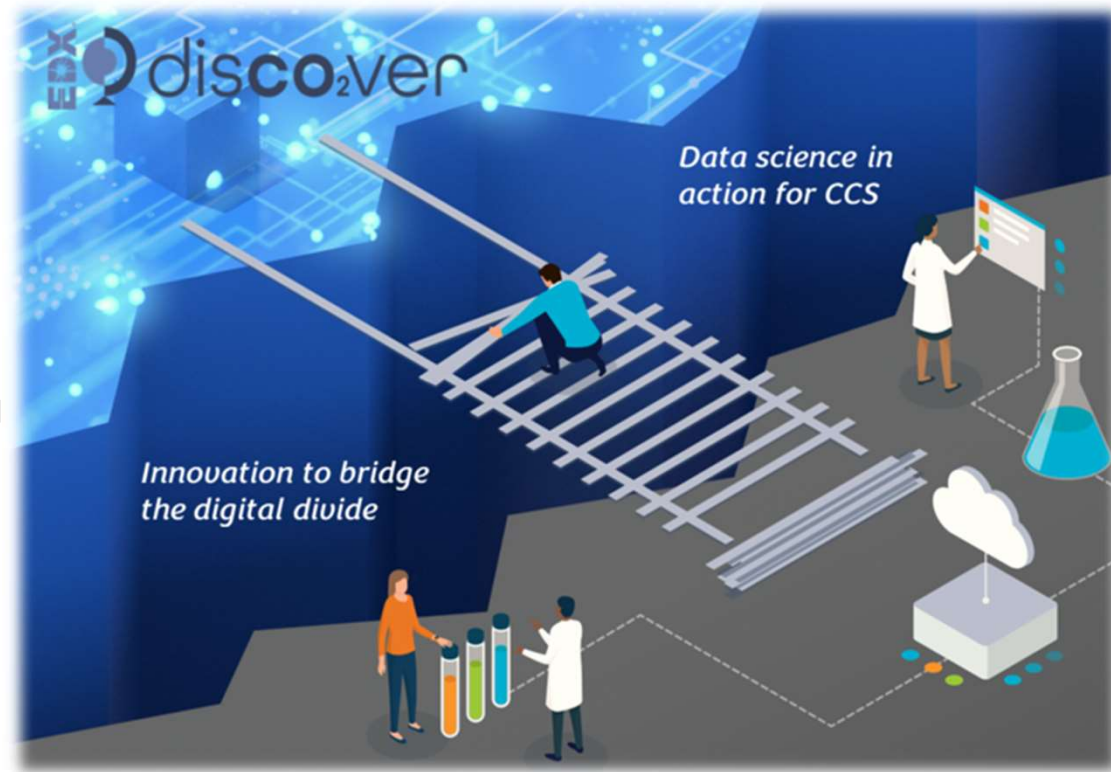 EDX disco₂ver
Data science in
action for CCS
Innovation to bridge
the digital divide